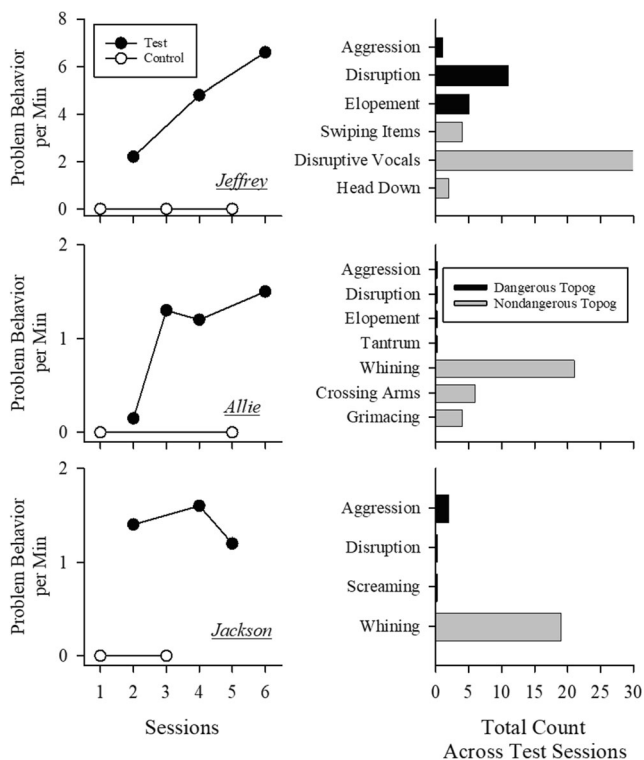 Problem Behavior
per Min
8
6
4
2
0
Test
Control
Jeffrey
Aggression
Disruption
Elopement
Swiping Items
Disruptive Vocals
Head Down
Problem Behavior
per Min
2
1
0
Allie
Aggression
Disruption
Elopement
Tantrum
Whining
Crossing Arms
Grimacing
Dangerous Topog
Nondangerous Topog
Problem Behavior
per Min
2
1
0
Jackson
1 2 3 4 5 6
Sessions
Aggression
Disruption
Screaming
Whining
0 5 10 15 20 25 30
Total Count
Across Test Sessions